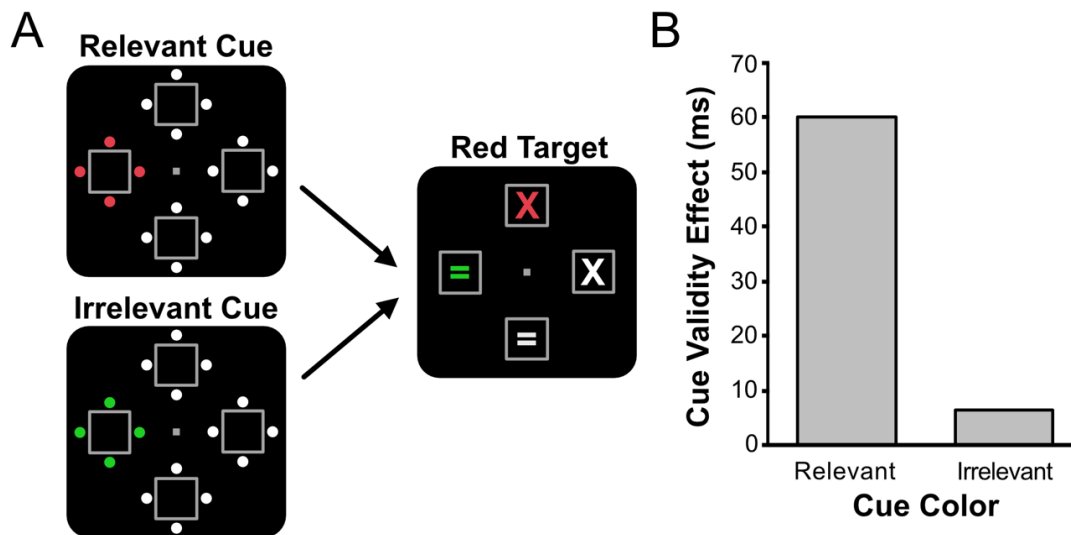 A
Relevant Cue
Irrelevant Cue
Red Target
X
=
X
=
B
Cue Validity Effect (ms)
70
60
50
40
30
20
10
0
Relevant
Irrelevant
Cue Color